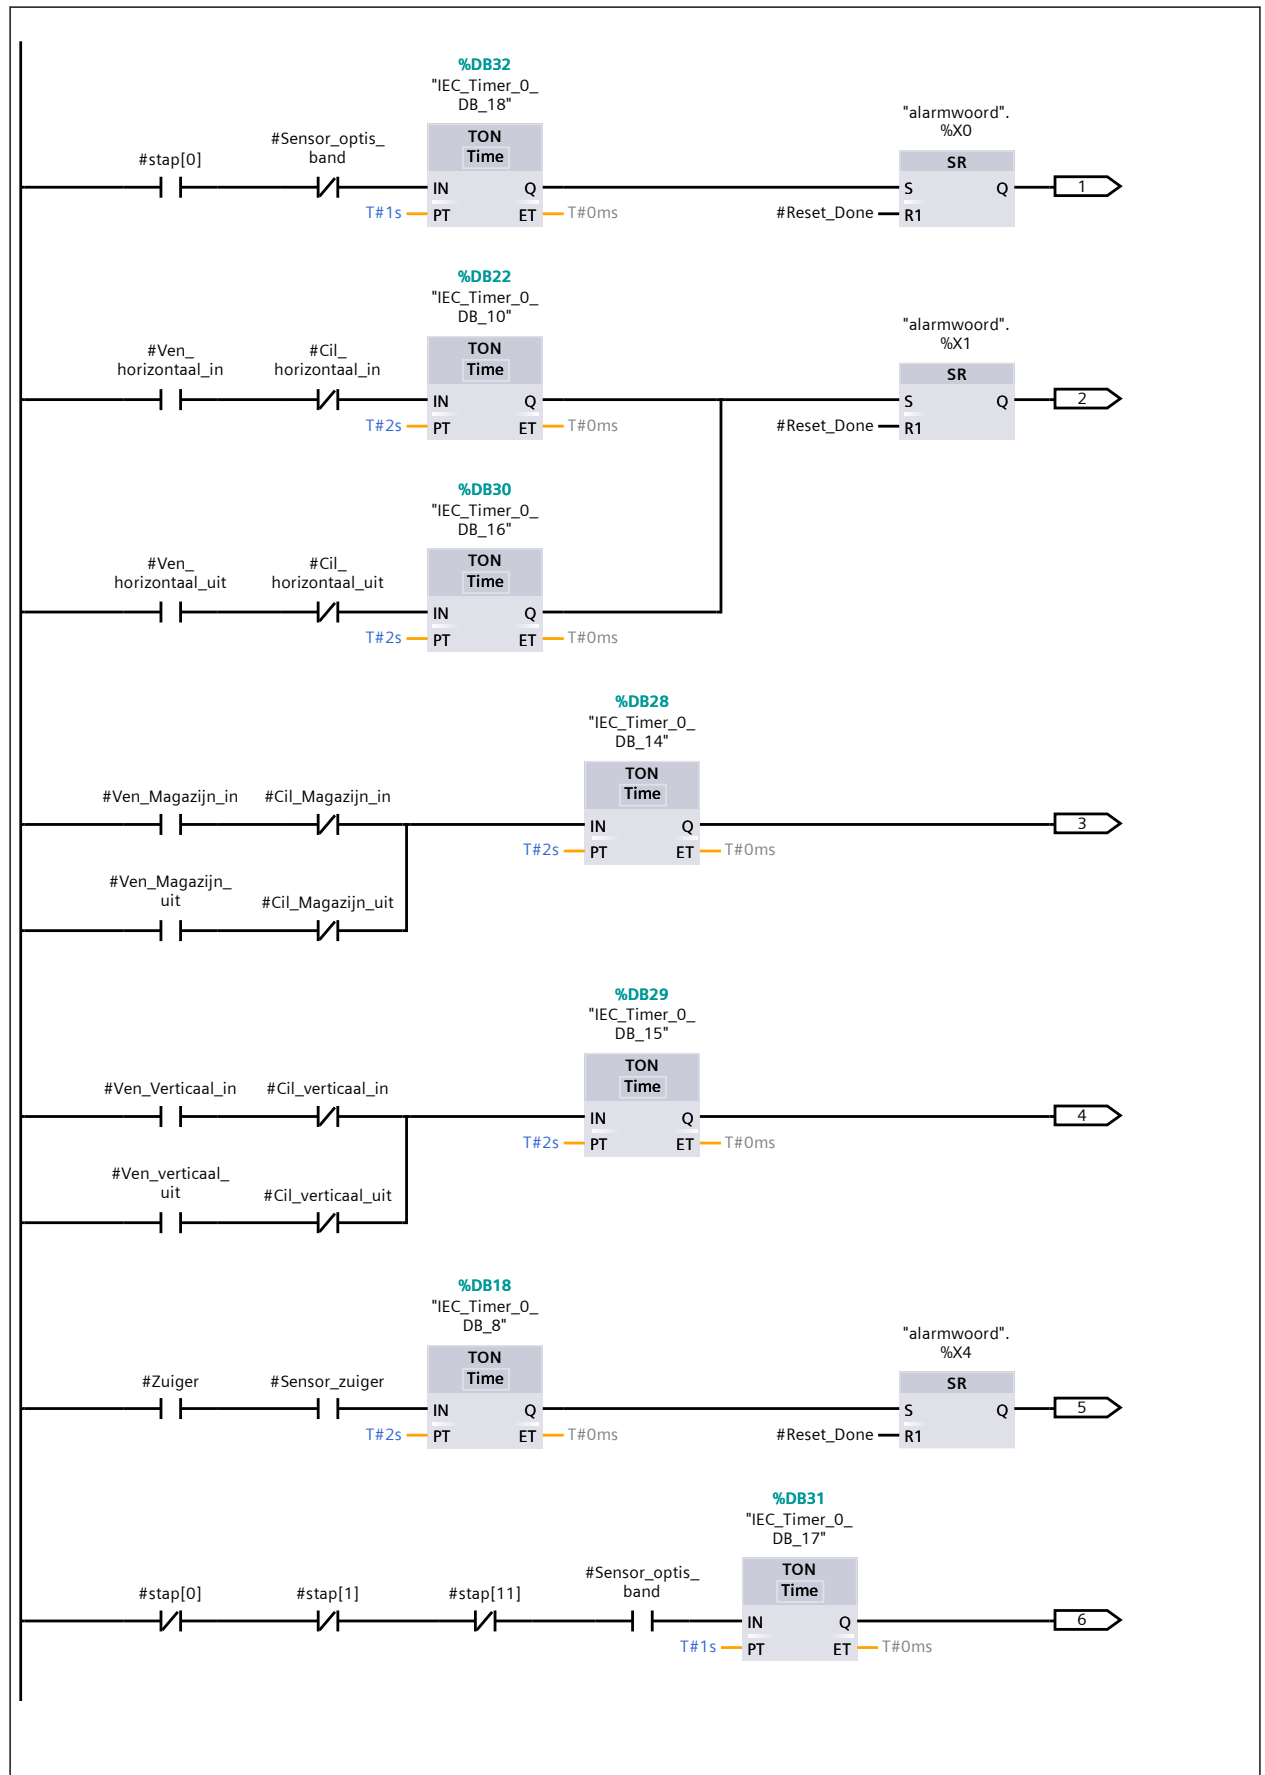 %DB32
"IEC_Timer_0_
DB_18"
"alarmwoord".
%X0
#stap[0]
#Sensor_optis_
band
TON
Time
SR
IN Q
S Q
1
T#1s PT ET T#0ms
#Reset_Done R1
%DB22
"IEC_Timer_0_
DB_10"
"alarmwoord".
%X1
#Ven_
horizontaal_in
#Cil_
horizontaal_in
TON
Time
SR
IN Q
S Q
2
T#2s PT ET T#0ms
#Reset_Done R1
%DB30
"IEC_Timer_0_
DB_16"
#Ven_
horizontaal_uit
#Cil_
horizontaal_uit
TON
Time
IN Q
T#2s PT ET T#0ms
%DB28
"IEC_Timer_0_
DB_14"
#Ven_Magazijn_in
#Cil_Magazijn_in
TON
Time
IN Q
3
T#2s PT ET T#0ms
#Ven_Magazijn_
uit
#Cil_Magazijn_uit
%DB29
"IEC_Timer_0_
DB_15"
#Ven_Verticaal_in
#Cil_verticaal_in
TON
Time
IN Q
4
T#2s PT ET T#0ms
#Ven_verticaal_
uit
#Cil_verticaal_uit
%DB18
"IEC_Timer_0_
DB_8"
"alarmwoord".
%X4
#Zuiger
#Sensor_zuiger
TON
Time
SR
IN Q
S Q
5
T#2s PT ET T#0ms
#Reset_Done R1
%DB31
"IEC_Timer_0_
DB_17"
#stap[0]
#stap[1]
#stap[11]
#Sensor_optis_
band
TON
Time
IN Q
6
T#1s PT ET T#0ms